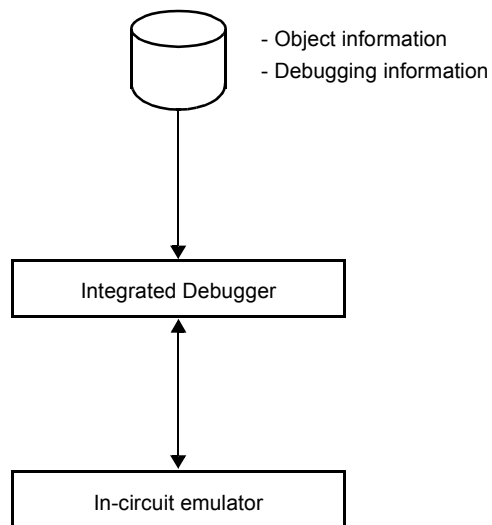 - Object information
- Debugging information
Integrated Debugger
In-circuit emulator